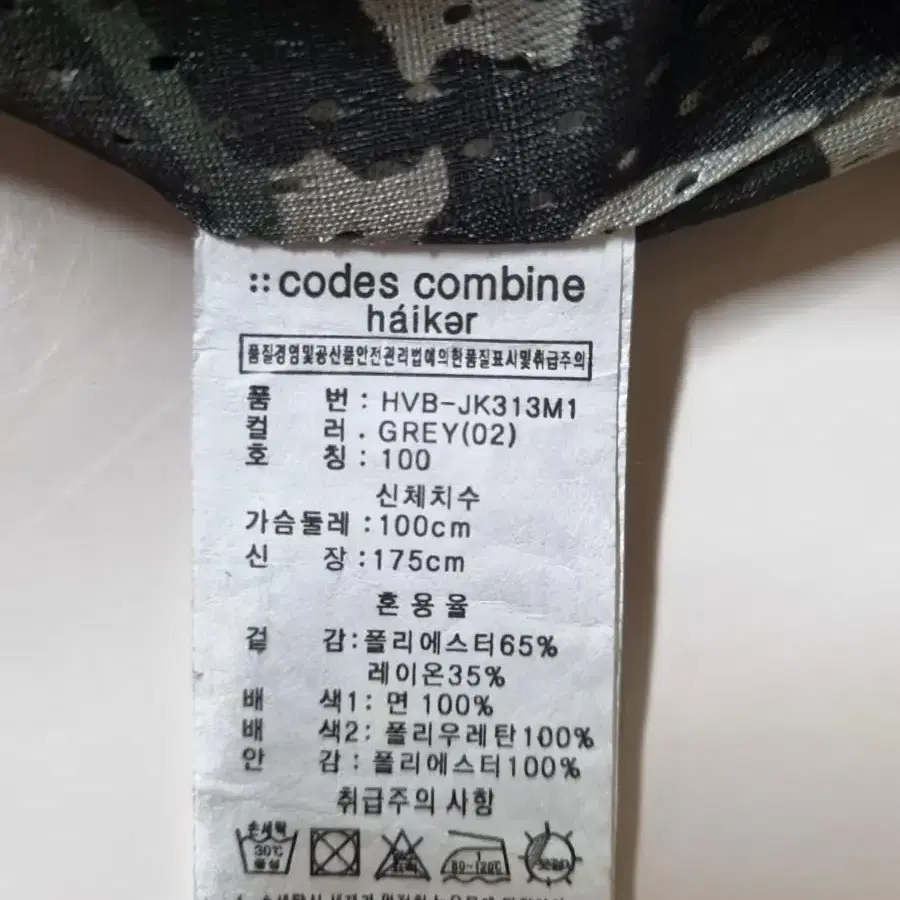 ::codes combine
háikər
품질경영및공산품안전관리법에의한품질표시및취급주의
품 번 : HVB-JK313M1
컬 러 . GREY(02)
호 칭 : 100
신체치수
가슴둘레 : 100cm
신 장 : 175cm
혼 용 율
겉 감 : 폴리에스터65%
레이온35%
배 색1 : 면 100%
배 색2 : 폴리우레탄100%
안 감 : 폴리에스터100%
취급주의 사항
손세탁
30℃
중성
80~120℃